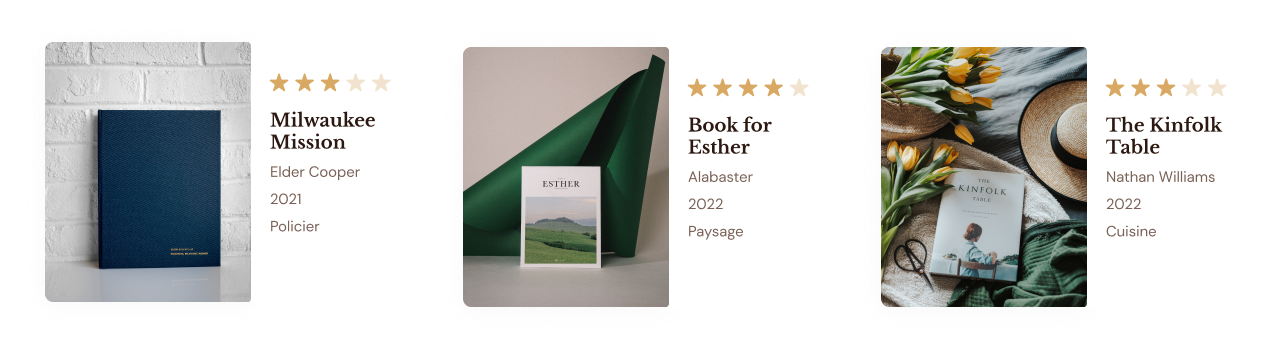 Milwaukee
Mission
Elder Cooper
2021
Policier
ESTHER
Book for
Esther
Alabaster
2022
Paysage
THE
KINFOLK
TABLE
The Kinfolk
Table
Nathan Williams
2022
Cuisine